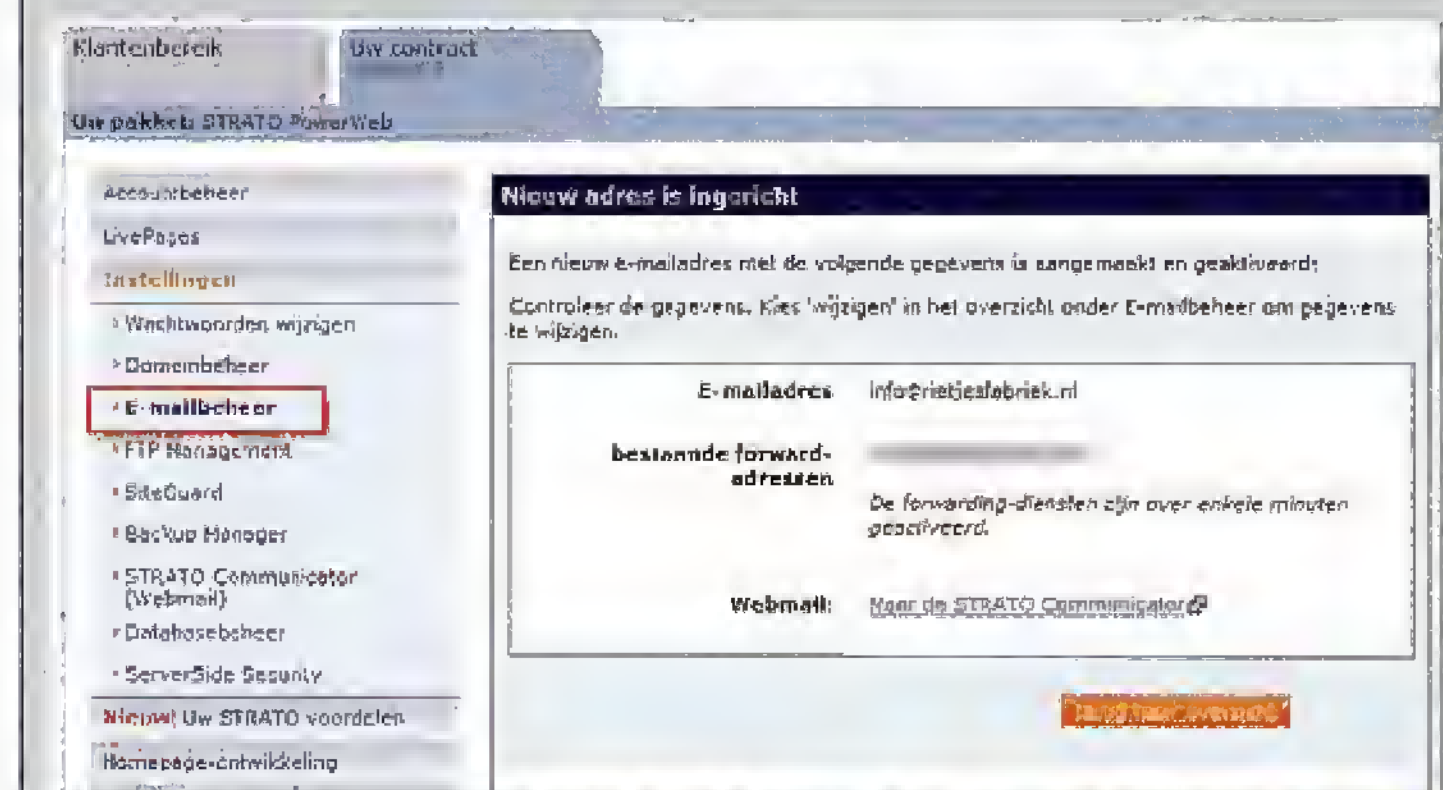 Klantenbereik
Uw contract
Uw pakket: STRATO PowerWeb
Accountbeheer
LivePages
Instellingen
Wachtwoorden wijzigen
Domeinbeheer
E-mailbeheer
FTP Management
SiteGuard
BackUp Manager
STRATO Communicator
(Webmail)
Databasebeheer
ServerSide Security
Nieuw! Uw STRATO voordelen
Homepage-ontwikkeling
Nieuw adres is ingericht
Een nieuw e-mailadres met de volgende gegevens is aangemaakt en geaktiveerd:
Controleer de gegevens. Kies 'wijzigen' in het overzicht onder E-mailbeheer om gegevens
te wijzigen.
E-mailadres info@rietjesfabriek.nl
bestaande forward-
adressen
De forwarding-diensten zijn over enkele minuten
geactiveerd.
Webmail: Naar de STRATO Communicator